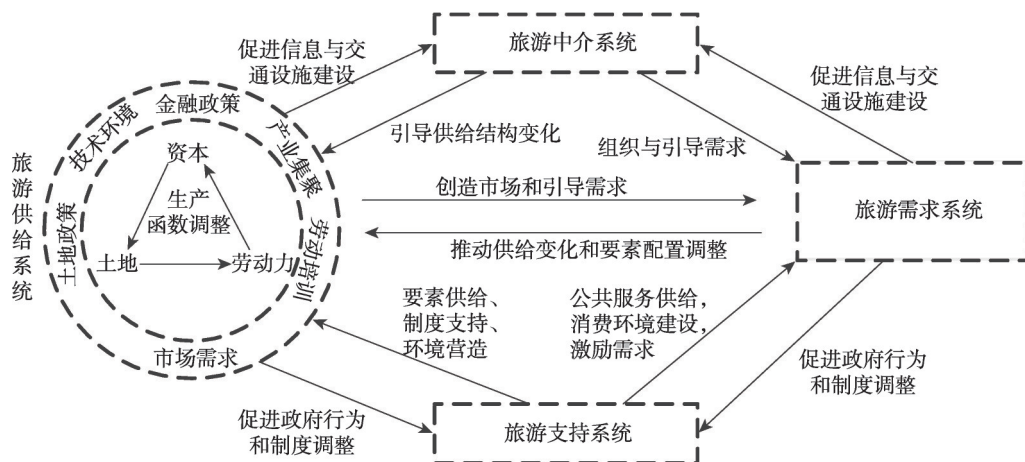 旅游中介系统
促进信息与交
通设施建设
促进信息与交
通设施建设
引导供给结构变化
组织与引导需求
旅游供给系统
技术环境
金融政策
产业集聚
土地政策
劳动培训
市场需求
资本
生产
函数调整
土地
劳动力
创造市场和引导需求
推动供给变化和要素配置调整
旅游需求系统
要素供给、
制度支持、
环境营造
公共服务供给，
消费环境建设，
激励需求
促进政府行为
和制度调整
促进政府行为
和制度调整
旅游支持系统